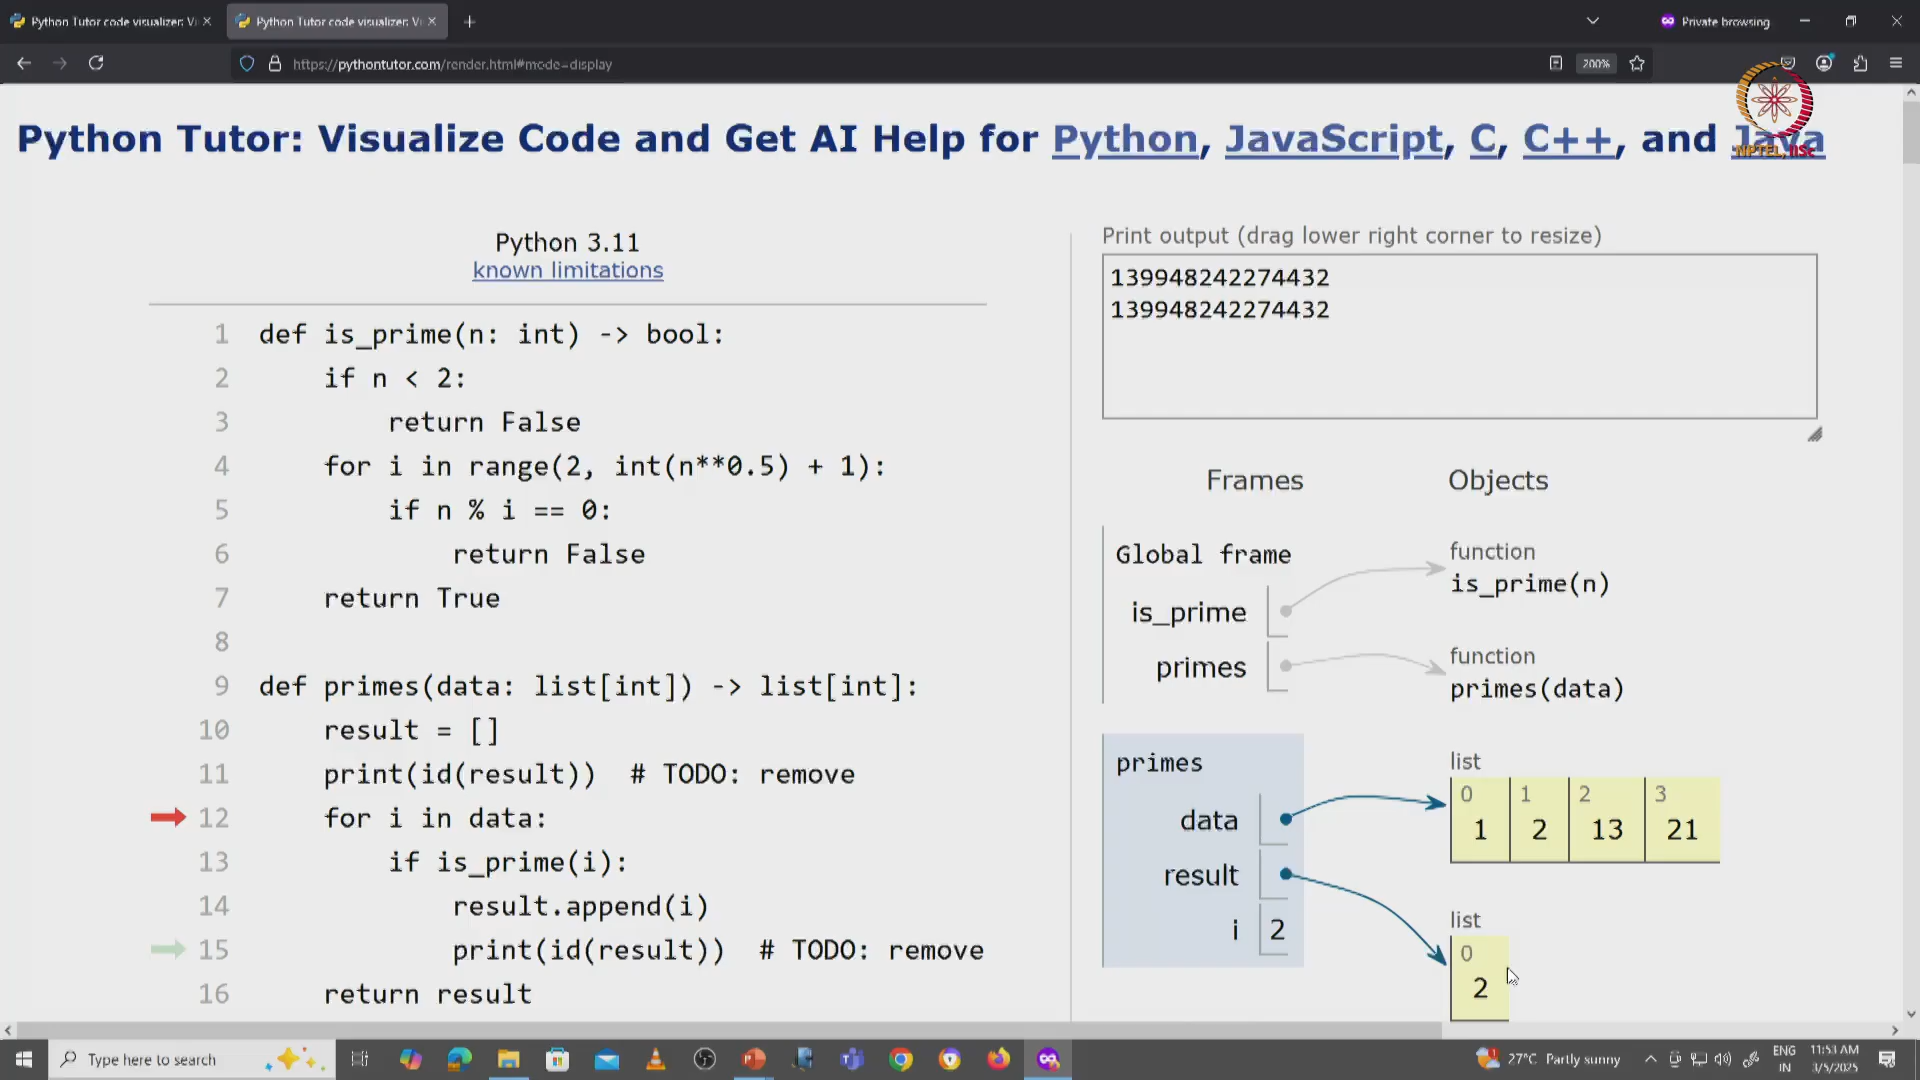 Python Tutor code visualizer: Vi
Python Tutor code visualizer: Vi
Private browsing
https://pythontutor.com/render.html#mode=display
200%
Python Tutor: Visualize Code and Get AI Help for Python, JavaScript, C, C++, and Java
NPTEL, IISc
Python 3.11
known limitations
1 def is_prime(n: int) -> bool:
2 if n < 2:
3 return False
4 for i in range(2, int(n**0.5) + 1):
5 if n % i == 0:
6 return False
7 return True
8
9 def primes(data: list[int]) -> list[int]:
10 result = []
11 print(id(result)) # TODO: remove
12 for i in data:
13 if is_prime(i):
14 result.append(i)
15 print(id(result)) # TODO: remove
16 return result
Print output (drag lower right corner to resize)
139948242274432
139948242274432
Frames Objects
Global frame
is_prime
primes
function
is_prime(n)
function
primes(data)
primes
data
result
i 2
list
0 1 2 3
1 2 13 21
list
0
2
Type here to search
27°C Partly sunny
ENG
IN
11:53 AM
3/5/2025